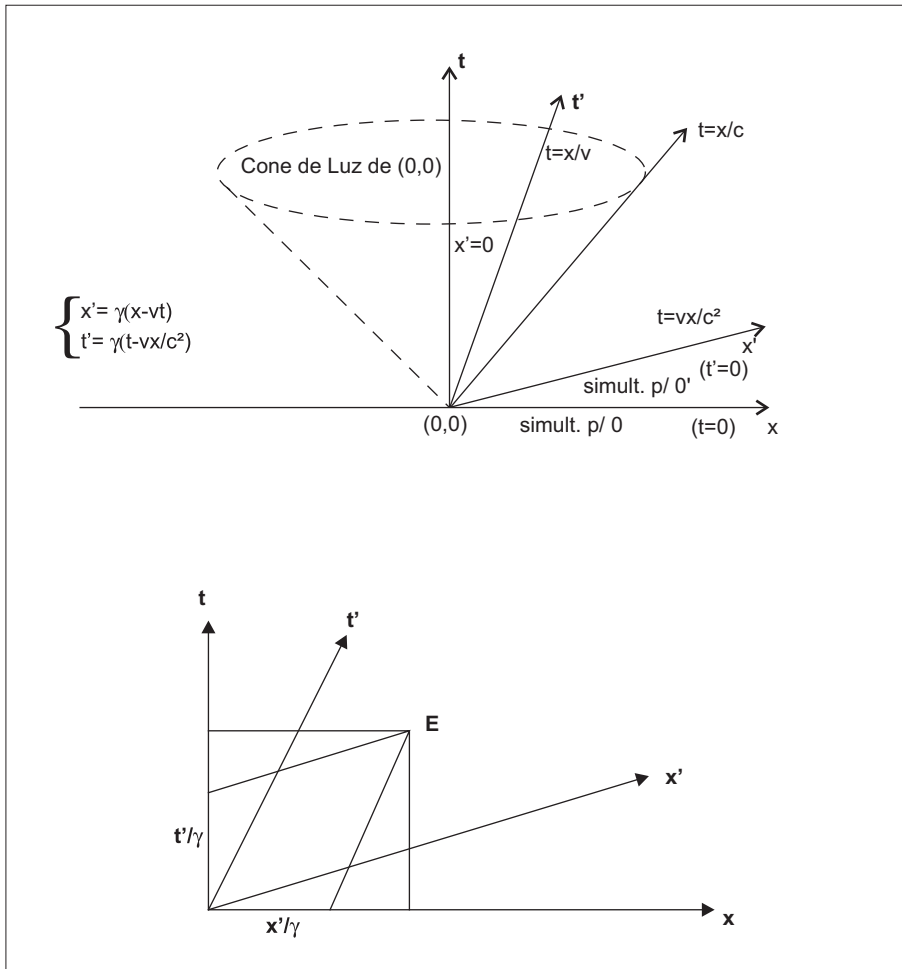 t
t'
t=x/c
t=x/v
Cone de Luz de (0,0)
x'=0
x'= γ(x-vt)
t'= γ(t-vx/c²)
t=vx/c²
x'
(t'=0)
simult. p/ 0'
(0,0)
simult. p/ 0
(t=0)
x
t
t'
E
x'
t'/γ
x'/γ
x